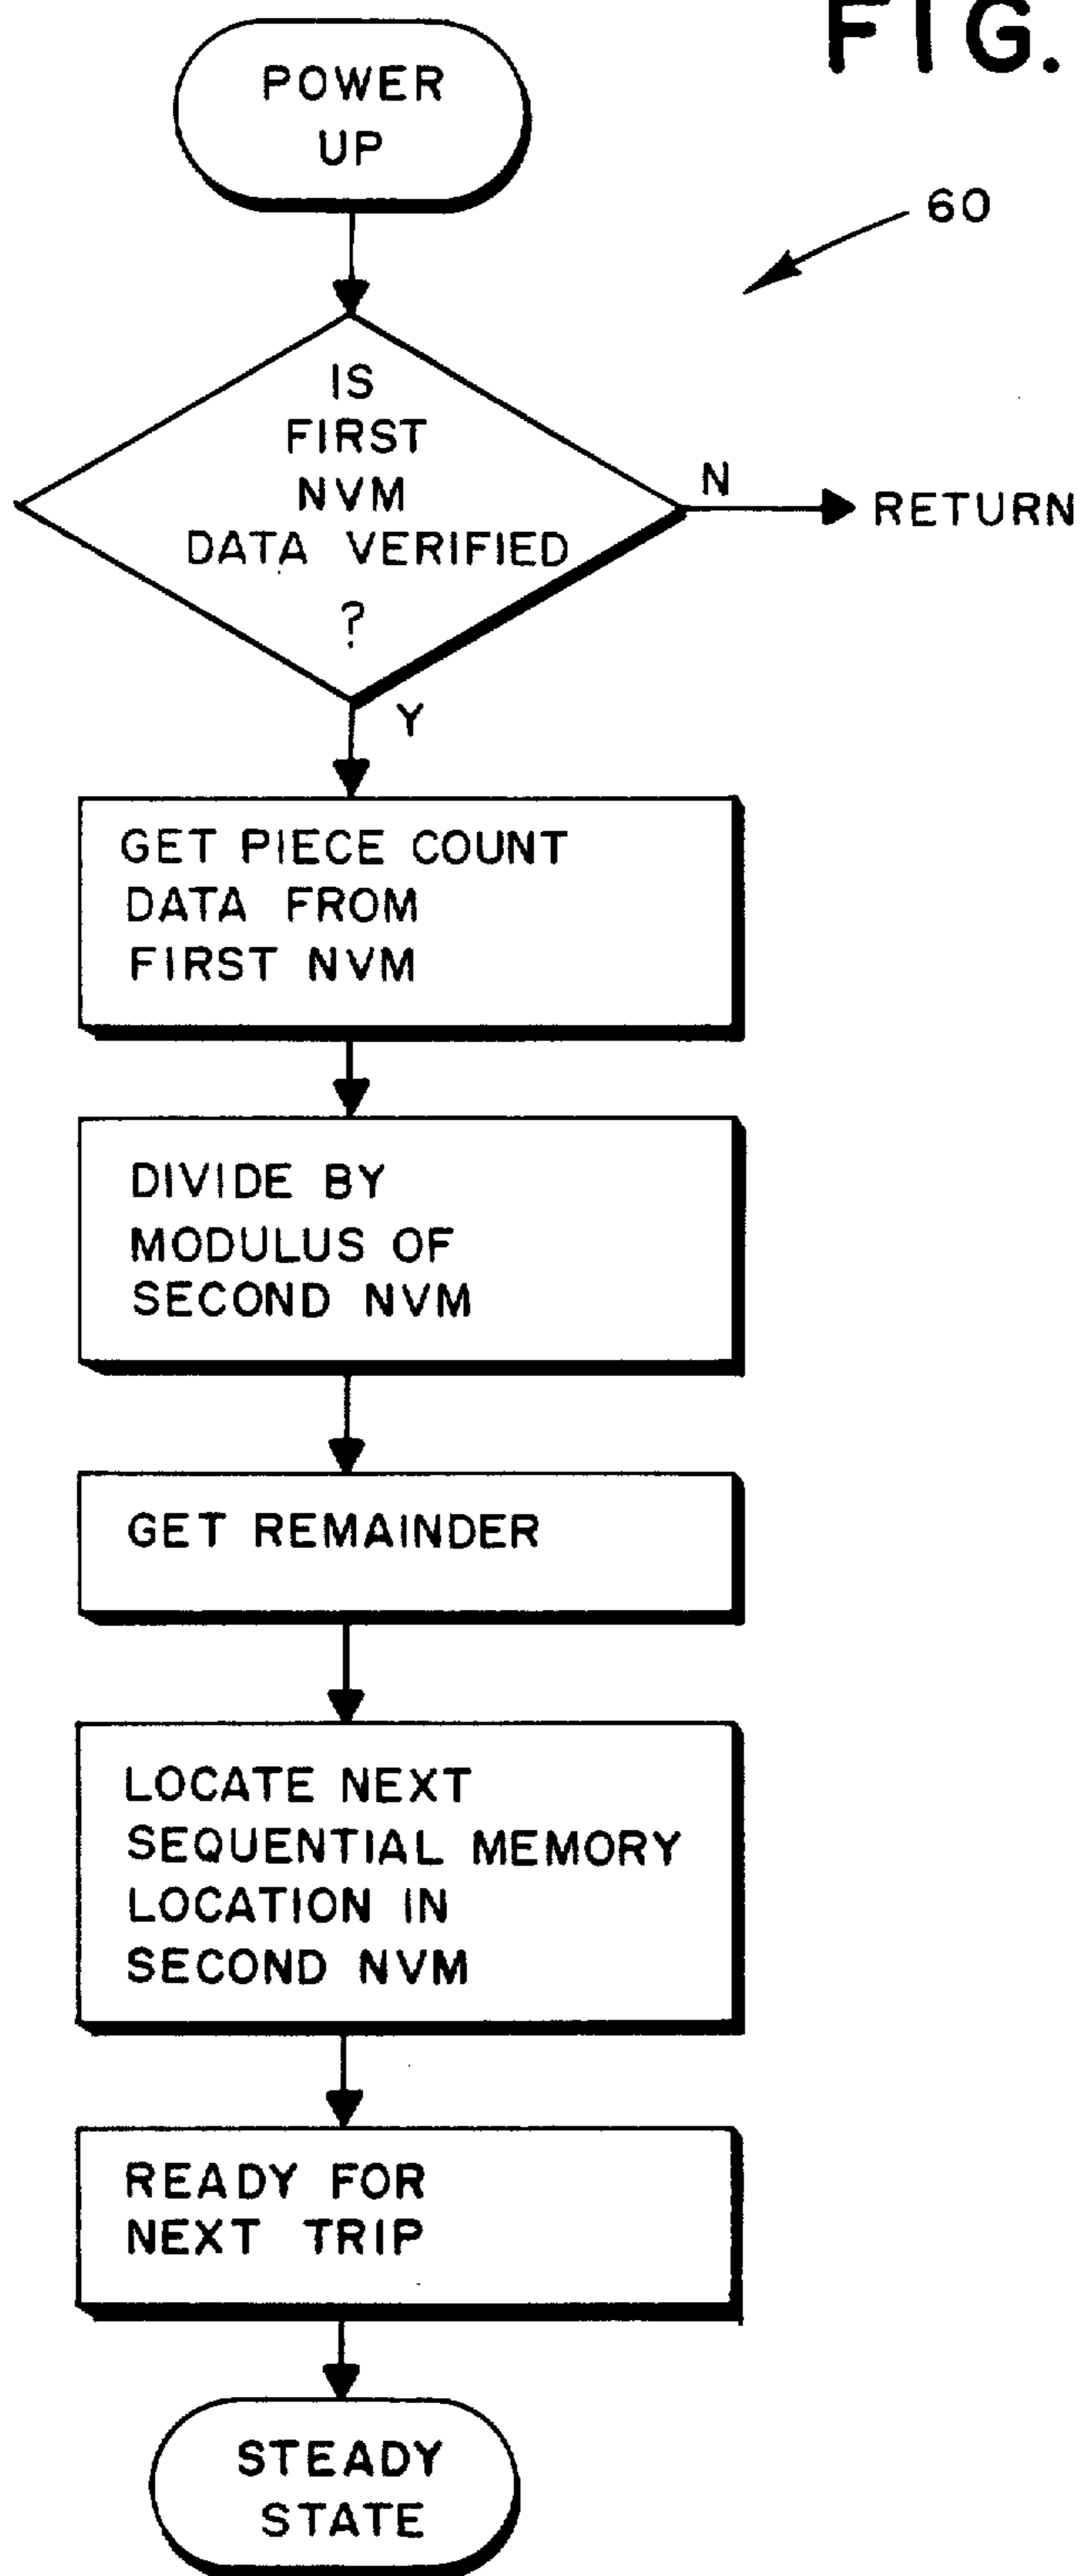 FIG.
POWER
UP
60
IS
FIRST
NVM
DATA VERIFIED
?
N
RETURN
Y
GET PIECE COUNT
DATA FROM
FIRST NVM
DIVIDE BY
MODULUS OF
SECOND NVM
GET REMAINDER
LOCATE NEXT
SEQUENTIAL MEMORY
LOCATION IN
SECOND NVM
READY FOR
NEXT TRIP
STEADY
STATE